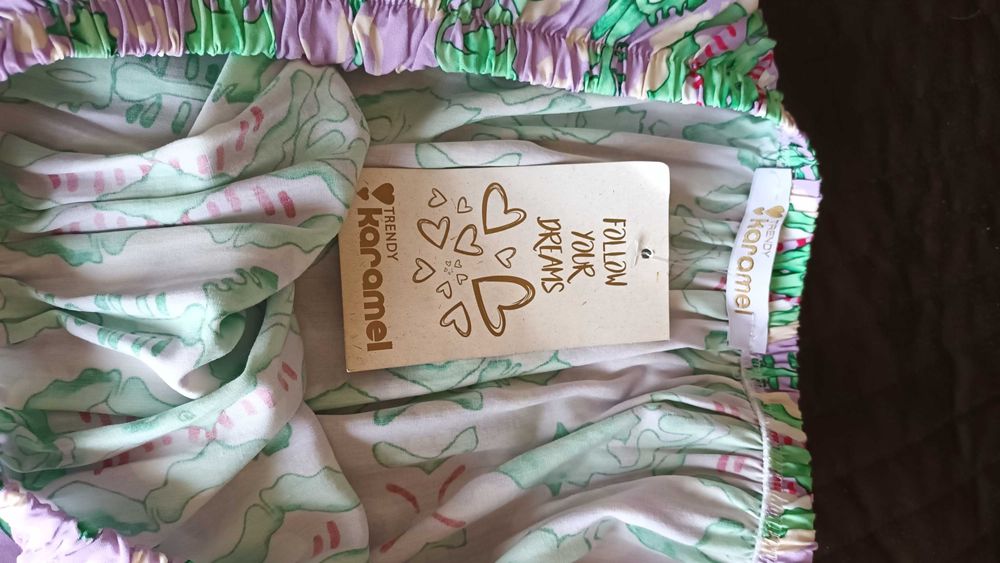 FOLLOW
YOUR
DREAMS
TRENDY
karamel
TRENDY
karamel